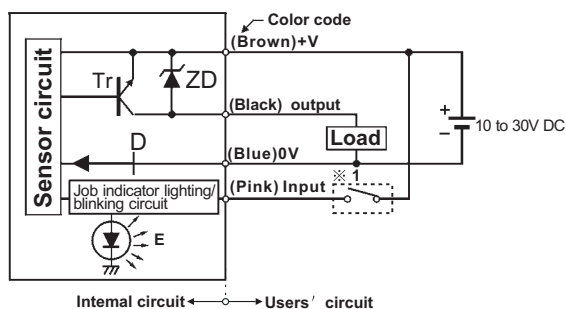 Color code
(Brown)+V
Tr
ZD
Sensor circuit
(Black) output
+
−
10 to 30V DC
Load
D
(Blue)0V
※ 1
(Pink) Input
Job indicator lighting/
blinking circuit
E
Internal circuit
Users' circuit